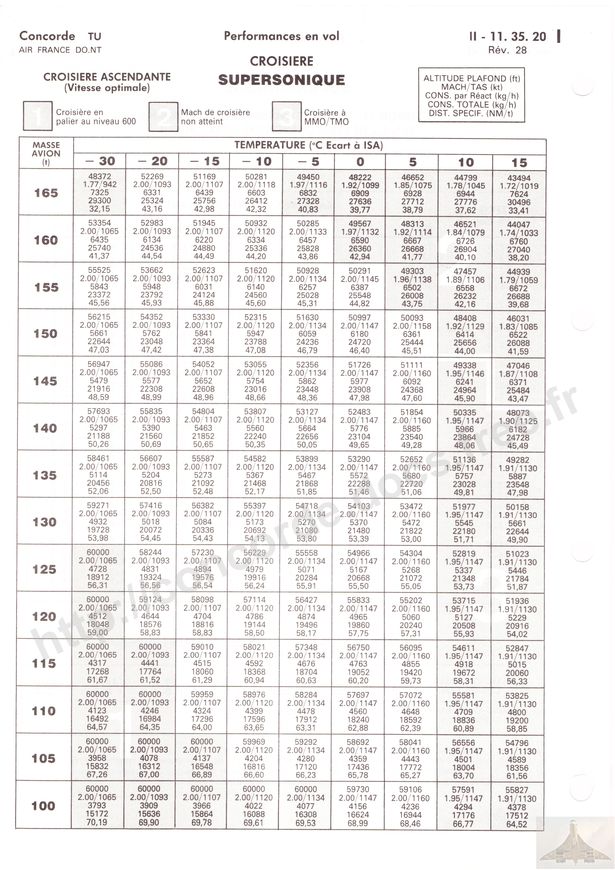 Concorde TU Performances en vol II - 11. 35. 20
AIR FRANCE DO.NT Rév. 28
CROISIERE
SUPERSONIQUE
CROISIERE ASCENDANTE
(Vitesse optimale)
ALTITUDE PLAFOND (ft)
MACH/TAS (kt)
CONS. par Réact (kg/h)
CONS. TOTALE (kg/h)
DIST. SPECIF. (NM/t)
1 Croisière en palier au niveau 600
2 Mach de croisière non atteint
3 Croisière à MMO/TMO
MASSE AVION (t)
TEMPERATURE (°C Ecart à ISA)
– 30 – 20 – 15 – 10 – 5 0 5 10 15
48372 52269 51169 50281 49450 48222 46652 44799 43494
1.77/942 2.00/1093 2.00/1107 2.00/1118 1.97/1116 1.92/1099 1.85/1075 1.78/1045 1.72/1019
165 7325 6331 6439 6603 6832 6909 6928 6944 7624
29300 25324 25756 26412 27328 27636 27712 27776 30496
32,15 43,16 42,98 42,32 40,83 39,77 38,79 37,62 33,41
53354 52983 51945 50932 50285 49567 48313 46521 44047
2.00/1065 2.00/1093 2.00/1107 2.00/1120 2.00/1133 1.97/1132 1.92/1114 1.84/1079 1.74/1033
160 6435 6134 6220 6334 6457 6590 6667 6726 6760
25740 24536 24880 25336 25828 26360 26668 26904 27040
41,37 44,54 44,49 44,20 43,86 42,94 41,77 40,10 38,20
55525 53662 52623 51620 50928 50291 49303 47457 44939
2.00/1065 2.00/1093 2.00/1107 2.00/1120 2.00/1134 2.00/1145 1.96/1138 1.89/1106 1.79/1059
155 5843 5948 6031 6140 6257 6387 6502 6558 6672
23372 23792 24124 24560 25028 25548 26008 26232 26688
45,56 45,93 45,88 45,60 45,31 44,82 43,75 42,16 39,68
56215 54352 53330 52315 51630 50997 50093 48408 46031
2.00/1065 2.00/1093 2.00/1107 2.00/1120 2.00/1134 2.00/1147 2.00/1158 1.92/1129 1.83/1085
150 5661 5762 5841 5947 6059 6180 6361 6414 6522
22644 23048 23364 23788 24236 24720 25444 25656 26088
47,03 47,42 47,38 47,08 46,79 46,40 45,51 44,00 41,59
56947 55086 54052 53055 52356 51726 51111 49338 47046
2.00/1065 2.00/1093 2.00/1107 2.00/1120 2.00/1134 2.00/1147 2.00/1160 1.95/1146 1.87/1108
145 5479 5577 5652 5754 5862 5977 6092 6241 6371
21916 22308 22608 23016 23448 23908 24368 24964 25484
48,59 48,99 48,96 48,66 48,36 47,98 47,60 45,90 43,47
57693 55835 54804 53807 53127 52483 51854 50335 48073
2.00/1065 2.00/1093 2.00/1107 2.00/1120 2.00/1134 2.00/1147 2.00/1160 1.95/1147 1.90/1125
140 5297 5390 5463 5560 5664 5776 5885 5966 6182
21188 21560 21852 22240 22656 23104 23540 23864 24728
50,26 50,69 50,65 50,35 50,05 49,65 49,28 48,06 45,49
58461 56607 55587 54582 53899 53290 52652 51136 49282
2.00/1065 2.00/1093 2.00/1107 2.00/1120 2.00/1134 2.00/1147 2.00/1160 1.95/1147 1.91/1130
135 5114 5204 5273 5367 5467 5572 5680 5757 5887
20456 20816 21092 21468 21868 22288 22720 23028 23548
52,06 52,50 52,48 52,17 51,85 51,47 51,06 49,81 47,98
59271 57416 56382 55397 54718 54103 53472 51977 50158
2.00/1065 2.00/1093 2.00/1107 2.00/1120 2.00/1134 2.00/1147 2.00/1160 1.95/1147 1.91/1130
130 4932 5018 5084 5173 5270 5370 5472 5545 5661
19728 20072 20336 20692 21080 21480 21822 22180 22644
53,98 54,45 54,43 54,13 53,80 53,39 53,00 51,71 49,90
60000 58244 57230 56229 55558 54966 54304 52819 51023
2.00/1065 2.00/1093 2.00/1107 2.00/1120 2.00/1134 2.00/1147 2.00/1160 1.95/1147 1.91/1130
125 4728 4831 4894 4979 5071 5167 5268 5337 5446
18912 19324 19576 19916 20284 20668 21072 21348 21784
56,31 56,56 56,54 56,24 55,91 55,50 55,05 53,73 51,87
60000 59124 58098 57114 56427 55833 55202 53715 51936
2.00/1065 2.00/1093 2.00/1107 2.00/1120 2.00/1134 2.00/1147 2.00/1160 1.95/1147 1.91/1130
120 4512 4644 4704 4786 4874 4965 5060 5127 5229
18048 18576 18816 19144 19496 19860 20240 20508 20916
59,00 58,83 58,83 58,50 58,17 57,75 57,31 55,93 54,02
60000 60000 59010 58021 57348 56750 56095 54611 52847
2.00/1065 2.00/1093 2.00/1107 2.00/1120 2.00/1134 2.00/1147 2.00/1160 1.95/1147 1.91/1130
115 4317 4441 4515 4592 4676 4763 4855 4918 5015
17268 17764 18060 18368 18704 19052 19420 19672 20060
61,67 61,52 61,29 60,94 60,63 60,20 59,73 58,31 56,33
60000 60000 59959 58976 58284 57697 57072 55581 53825
2.00/1065 2.00/1093 2.00/1107 2.00/1120 2.00/1134 2.00/1147 2.00/1160 1.95/1147 1.91/1130
110 4123 4246 4324 4399 4478 4560 4648 4709 4800
16492 16984 17296 17596 17912 18240 18592 18836 19200
64,57 64,35 64,00 63,65 63,31 62,88 62,39 60,89 58,85
60000 60000 60000 59969 59292 58692 58041 56556 54796
2.00/1065 2.00/1093 2.00/1107 2.00/1120 2.00/1134 2.00/1147 2.00/1160 1.95/1147 1.91/1130
105 3958 4078 4137 4204 4280 4359 4443 4501 4589
15832 16312 16548 16816 17120 17436 17772 18004 18356
67,26 67,00 66,89 66,60 66,23 65,78 65,27 63,70 61,56
60000 60000 60000 60000 60000 59730 59106 57591 55827
2.00/1065 2.00/1093 2.00/1107 2.00/1120 2.00/1134 2.00/1147 2.00/1160 1.95/1147 1.91/1130
100 3793 3909 3966 4022 4077 4156 4236 4294 4378
15172 15636 15864 16088 16308 16624 16944 17176 17512
70,19 69,90 69,78 69,61 69,53 68,99 68,46 66,77 64,52
http://concorde.docs.free.fr